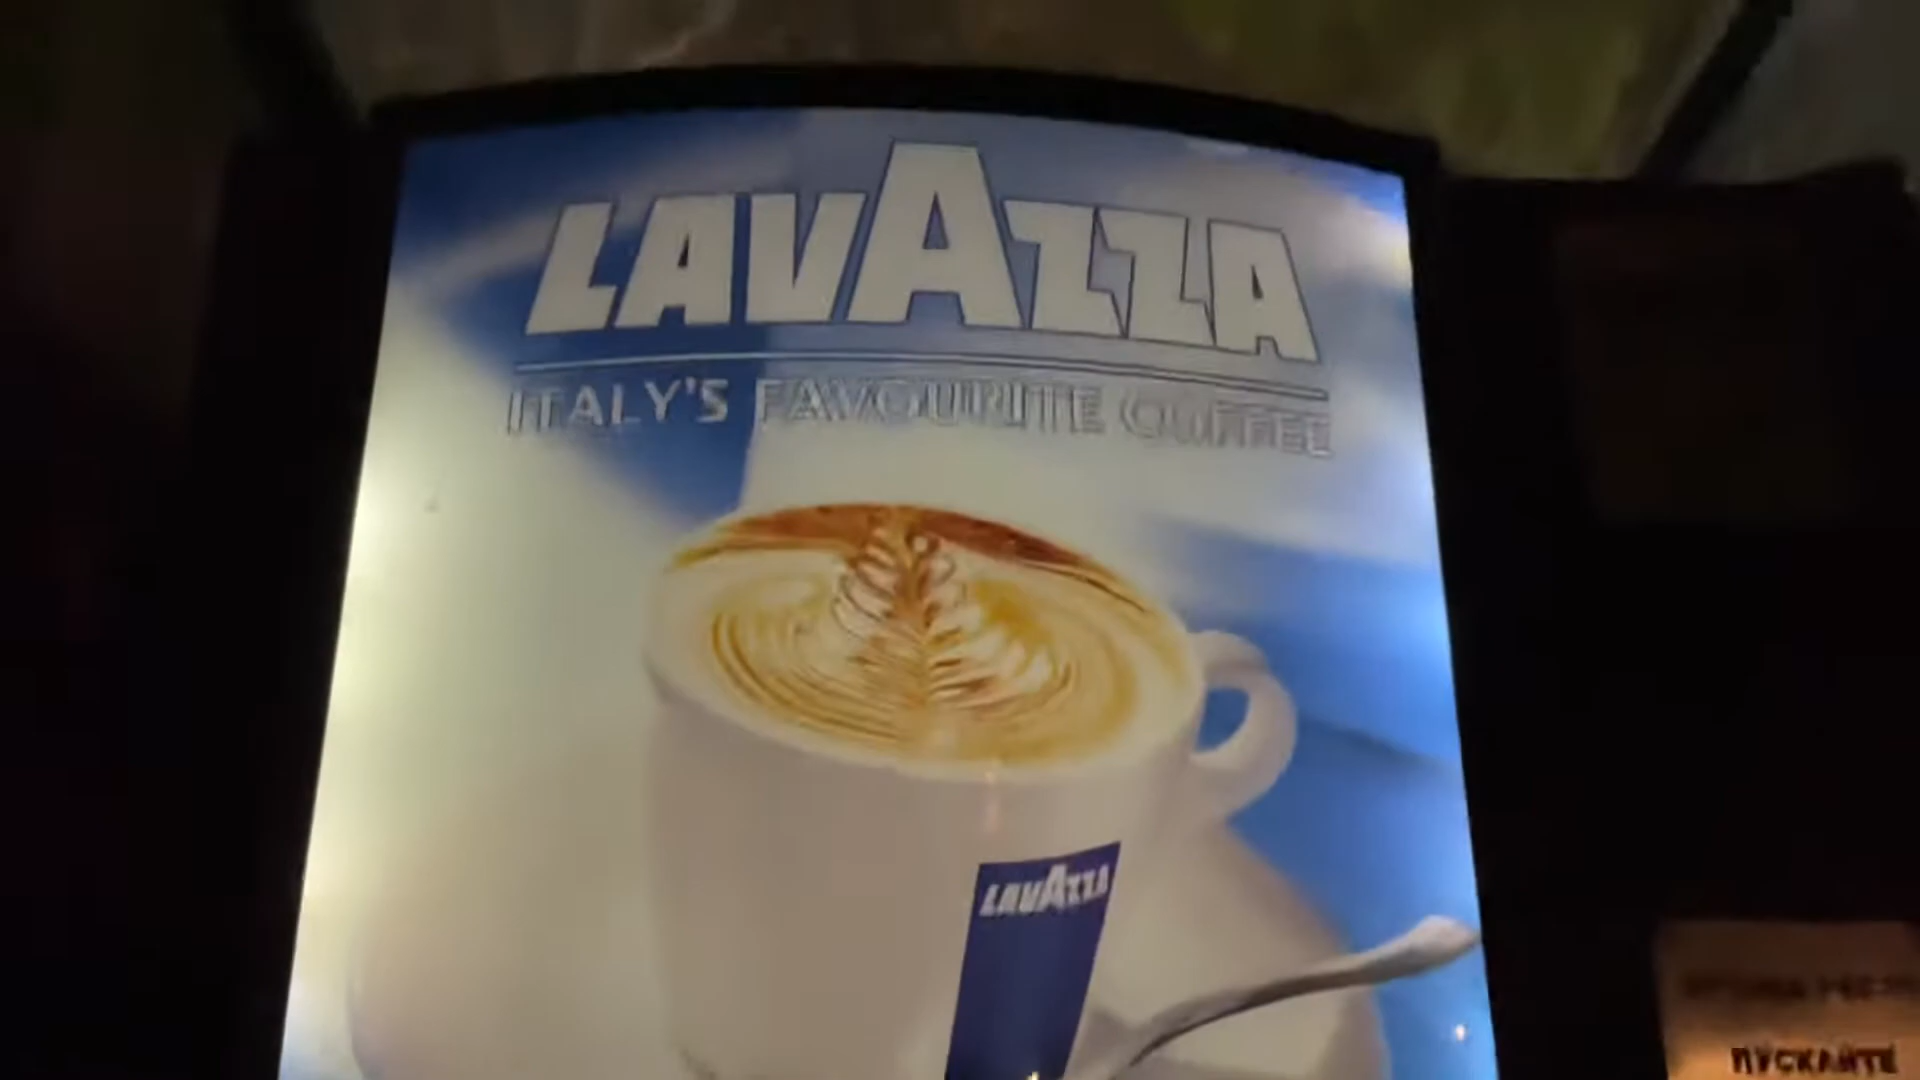 LAVAZZA
ITALY'S FAVOURITE COFFEE
LAVAZZA
ПУСКАЙТЕ